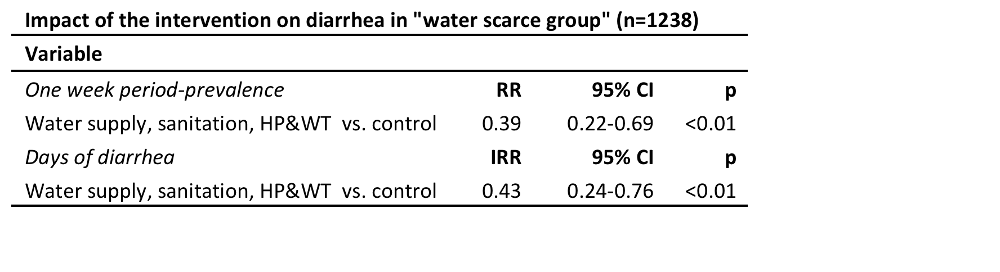 Impact of the intervention on diarrhea in "water scarce group" (n=1238)
Variable
One week period-prevalence RR 95% CI p
Water supply, sanitation, HP&WT vs. control 0.39 0.22-0.69 <0.01
Days of diarrhea IRR 95% CI p
Water supply, sanitation, HP&WT vs. control 0.43 0.24-0.76 <0.01